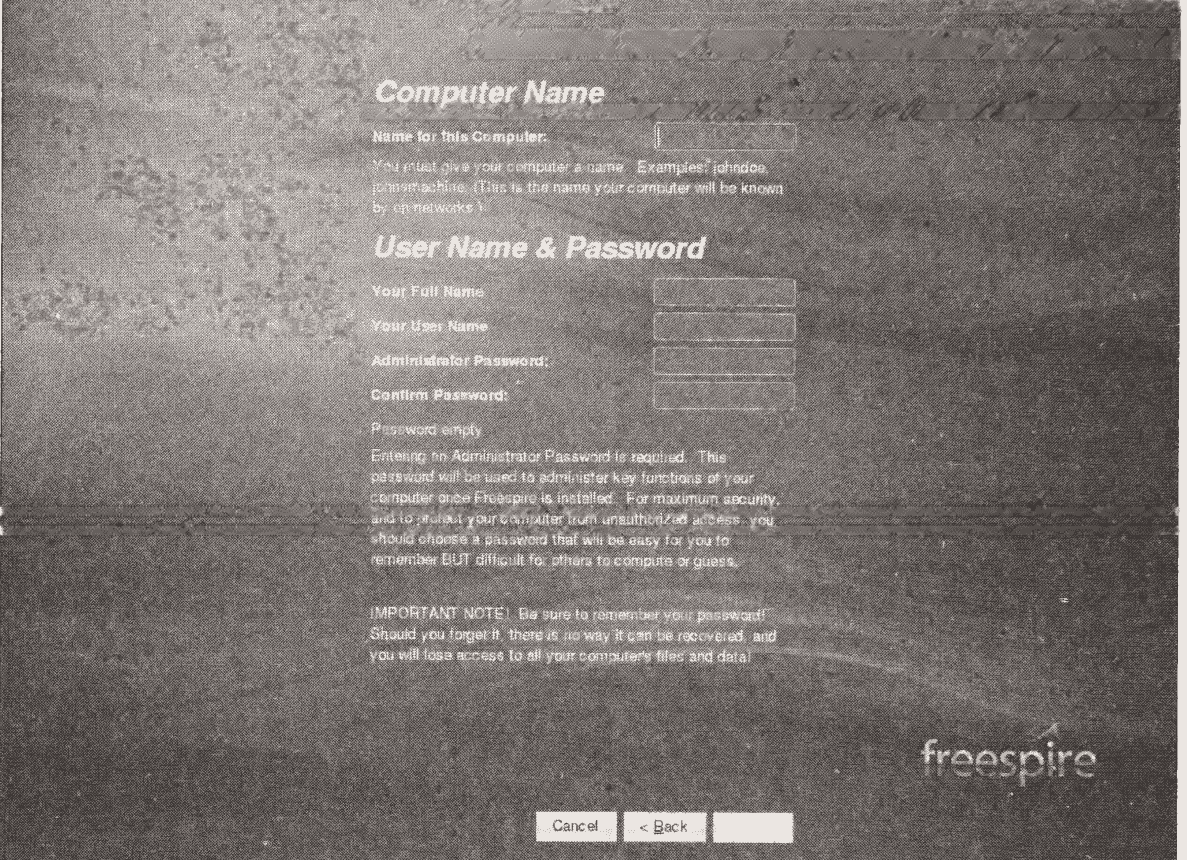 Computer Name
Name for this Computer:
You must give your computer a name. Examples: johndoe,
johnsmachine. (This is the name your computer will be known
by on networks.)
User Name & Password
Your Full Name
Your User Name
Administrator Password:
Confirm Password:
Password empty
Entering an Administrator Password is required. This
password will be used to administer key functions of your
computer once Freespire is installed. For maximum security,
and to protect your computer from unauthorized access, you
should choose a password that will be easy for you to
remember BUT difficult for others to compute or guess.
IMPORTANT NOTE! Be sure to remember your password!
Should you forget it, there is no way it can be recovered, and
you will lose access to all your computer's files and data!
freespire
Cancel
< Back